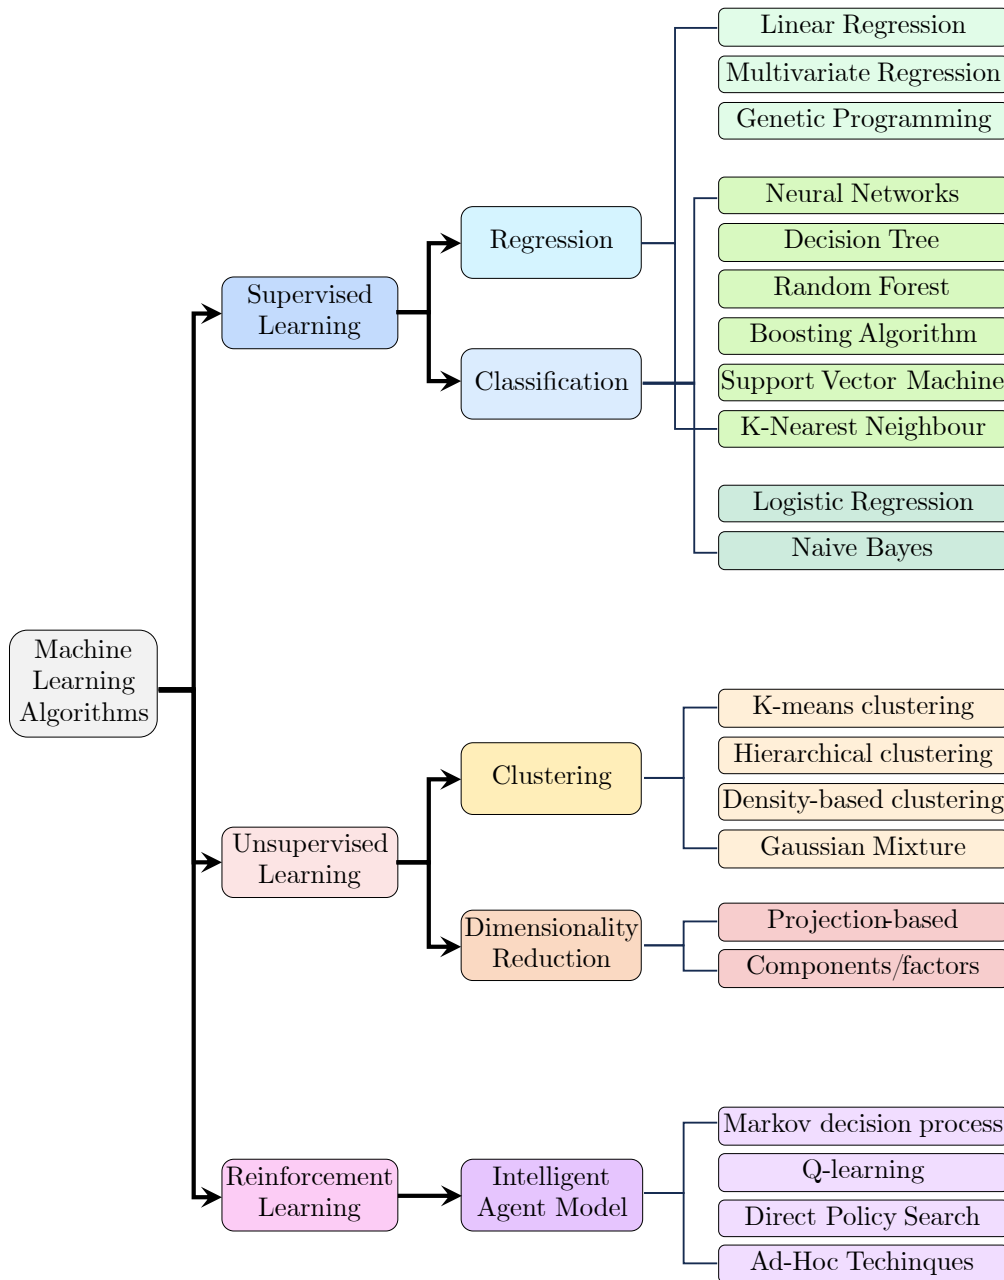 Linear Regression
Multivariate Regression
Genetic Programming
Neural Networks
Regression
Decision Tree
Random Forest
Supervised
Learning
Boosting Algorithm
Classification
Support Vector Machine
K-Nearest Neighbour
Logistic Regression
Naive Bayes
Machine
Learning
Algorithms
K-means clustering
Hierarchical clustering
Clustering
Density-based clustering
Unsupervised
Learning
Gaussian Mixture
Dimensionality
Reduction
Projection-based
Components/factors
Markov decision process
Q-learning
Reinforcement
Learning
Intelligent
Agent Model
Direct Policy Search
Ad-Hoc Techinques